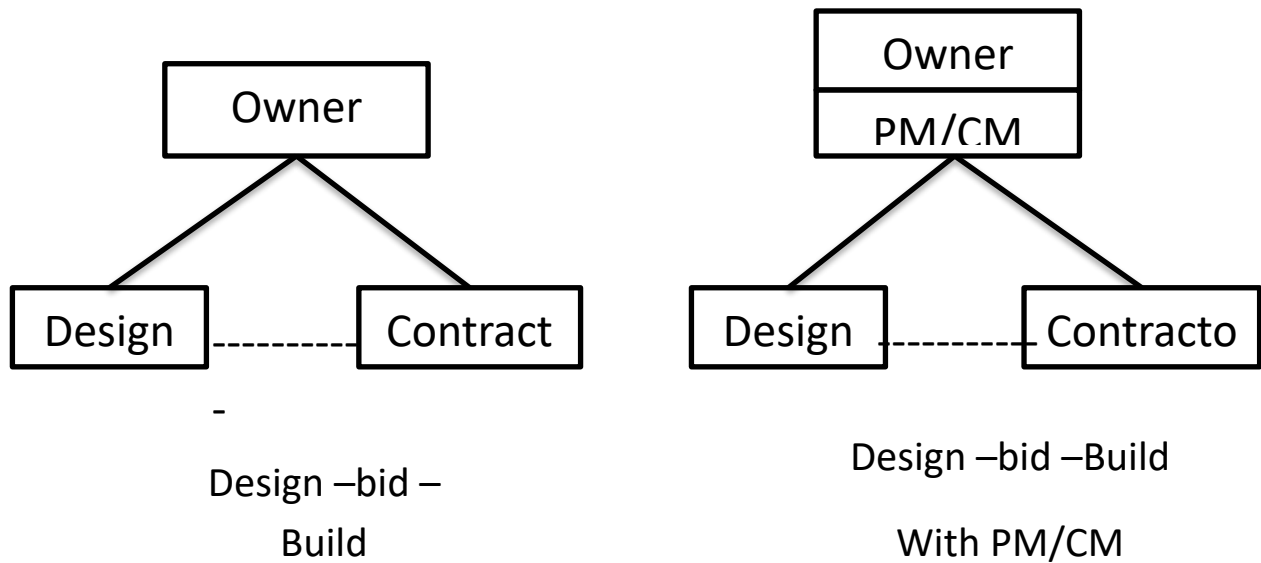 Owner
Design
Contract
-
Design –bid –
Build
Owner
PM/CM
Design
Contracto
Design –bid –Build
With PM/CM